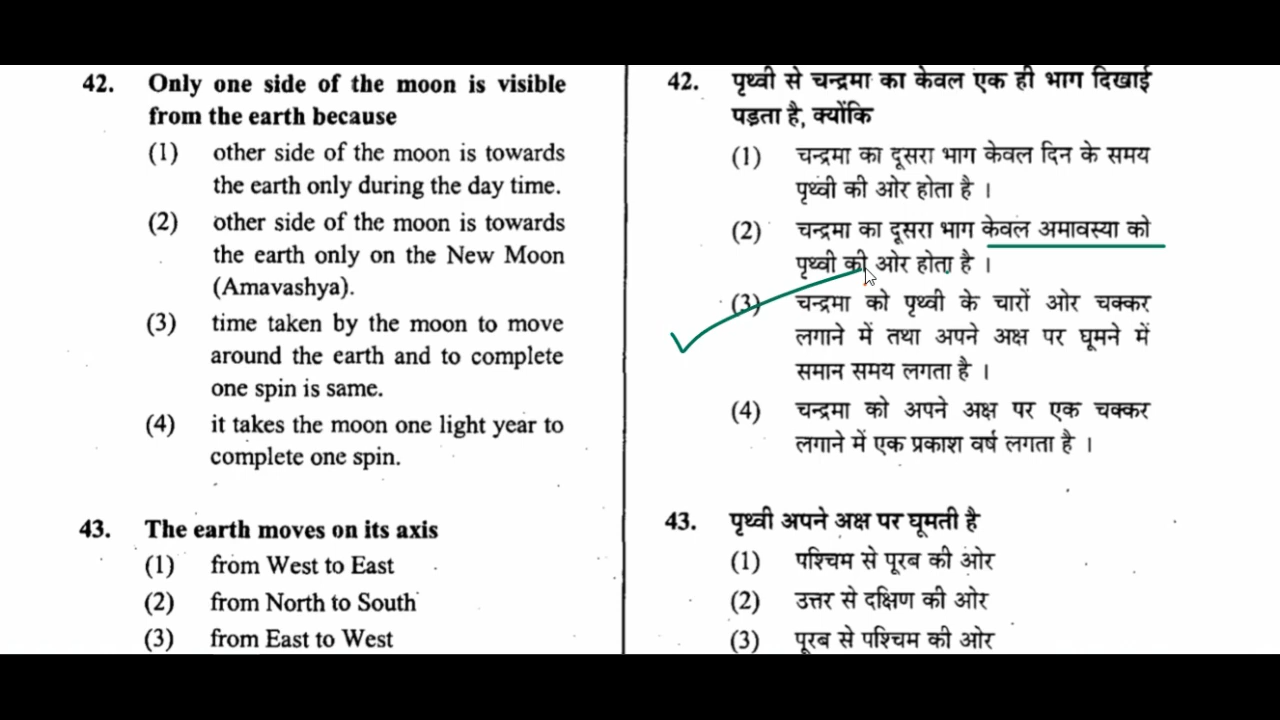 42. Only one side of the moon is visible
from the earth because
(1) other side of the moon is towards
the earth only during the day time.
(2) other side of the moon is towards
the earth only on the New Moon
(Amavashya).
(3) time taken by the moon to move
around the earth and to complete
one spin is same.
(4) it takes the moon one light year to
complete one spin.
43. The earth moves on its axis
(1) from West to East
(2) from North to South
(3) from East to West
42. पृथ्वी से चन्द्रमा का केवल एक ही भाग दिखाई
पड़ता है, क्योंकि
(1) चन्द्रमा का दूसरा भाग केवल दिन के समय
पृथ्वी की ओर होता है ।
(2) चन्द्रमा का दूसरा भाग केवल अमावस्या को
पृथ्वी की ओर होता है ।
(3) चन्द्रमा को पृथ्वी के चारों ओर चक्कर
लगाने में तथा अपने अक्ष पर घूमने में
समान समय लगता है ।
(4) चन्द्रमा को अपने अक्ष पर एक चक्कर
लगाने में एक प्रकाश वर्ष लगता है ।
43. पृथ्वी अपने अक्ष पर घूमती है
(1) पश्चिम से पूरब की ओर
(2) उत्तर से दक्षिण की ओर
(3) पूरब से पश्चिम की ओर